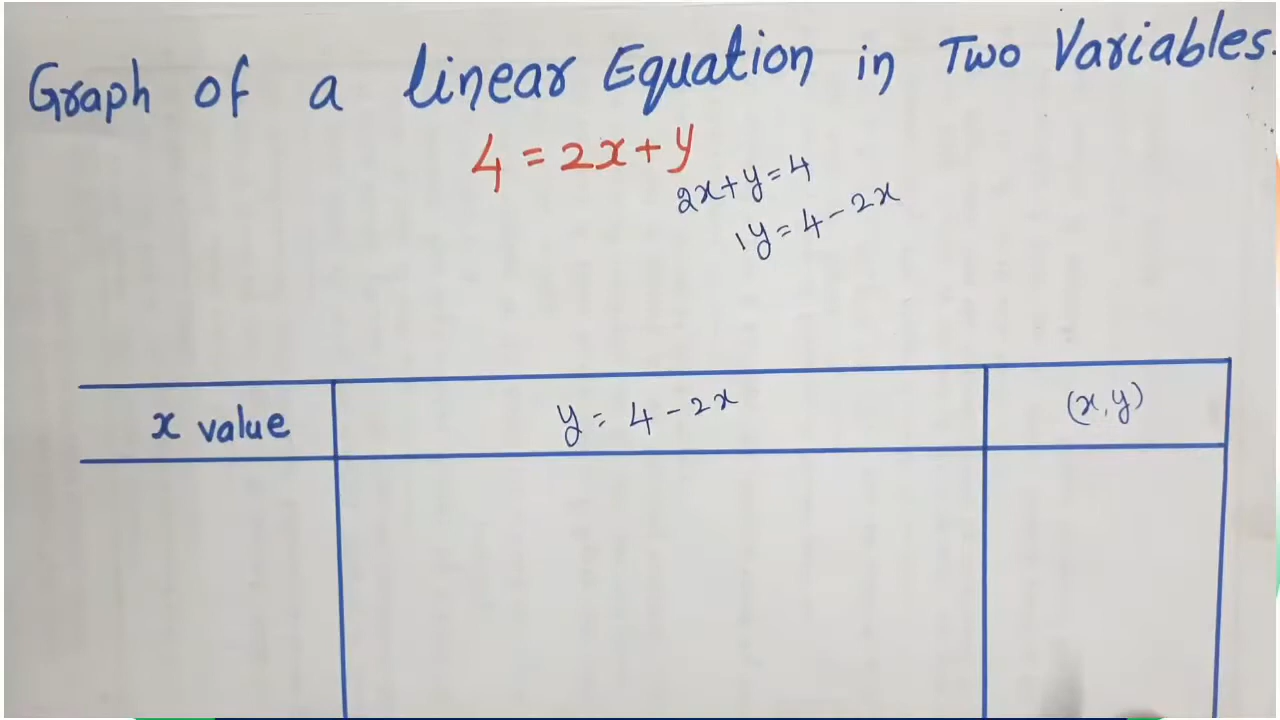 Graph of a linear Equation in Two Variables.
4 = 2x + y
2x + y = 4
1y = 4 - 2x
x value
y = 4 - 2x
(x, y)